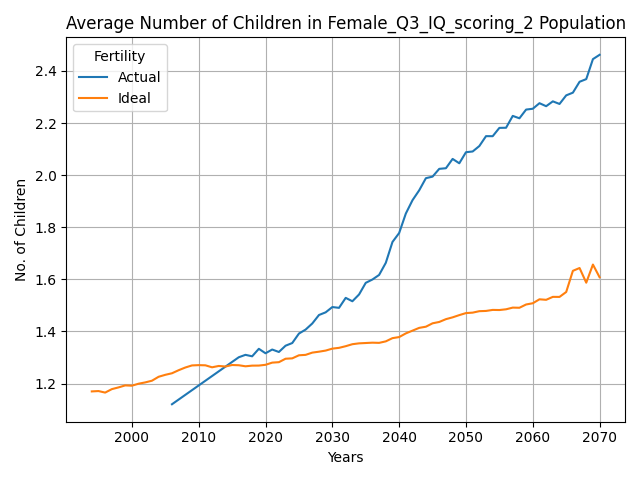 Average Number of Children in Female_Q3_IQ_scoring_2 Population
Fertility
Actual
Ideal
No. of Children
2.4
2.2
2.0
1.8
1.6
1.4
1.2
2000 2010 2020 2030 2040 2050 2060 2070
Years